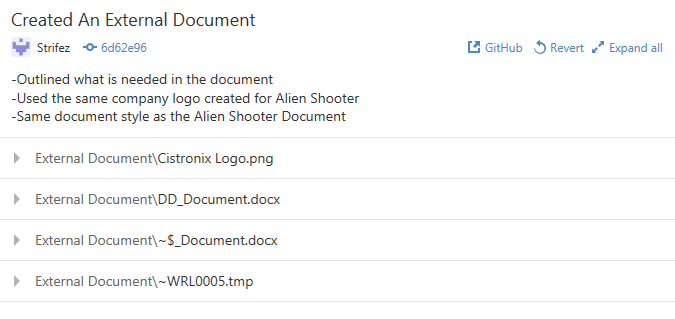 Created An External Document
Strifez 6d62e96 GitHub Revert Expand all
-Outlined what is needed in the document
-Used the same company logo created for Alien Shooter
-Same document style as the Alien Shooter Document
External Document\Cistronix Logo.png
External Document\DD_Document.docx
External Document\~$_Document.docx
External Document\~WRL0005.tmp